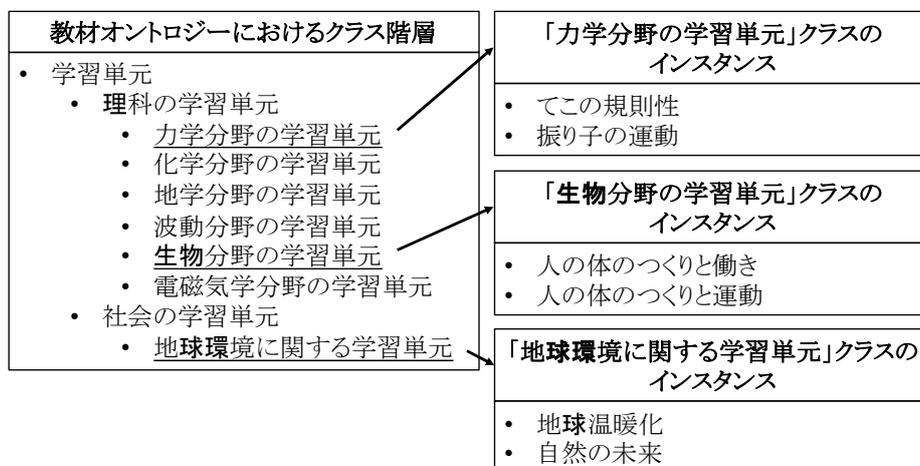 教材オントロジーにおけるクラス階層
• 学習単元
• 理科の学習単元
• 力学分野の学習単元
• 化学分野の学習単元
• 地学分野の学習単元
• 波動分野の学習単元
• 生物分野の学習単元
• 電磁気学分野の学習単元
• 社会の学習単元
• 地球環境に関する学習単元
「力学分野の学習単元」クラスの
インスタンス
• てこの規則性
• 振り子の運動
「生物分野の学習単元」クラスの
インスタンス
• 人の体のつくりと働き
• 人の体のつくりと運動
「地球環境に関する学習単元」クラスの
インスタンス
• 地球温暖化
• 自然の未来